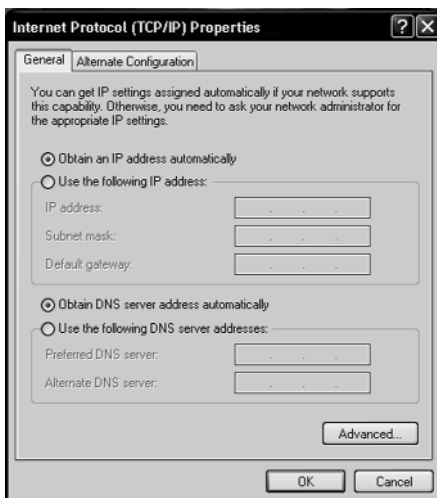 Internet Protocol (TCP/IP) Properties
General
Alternate Configuration
You can get IP settings assigned automatically if your network supports
this capability. Otherwise, you need to ask your network administrator for
the appropriate IP settings.
Obtain an IP address automatically
Use the following IP address:
IP address:
Subnet mask:
Default gateway:
Obtain DNS server address automatically
Use the following DNS server addresses:
Preferred DNS server:
Alternate DNS server:
Advanced...
OK
Cancel